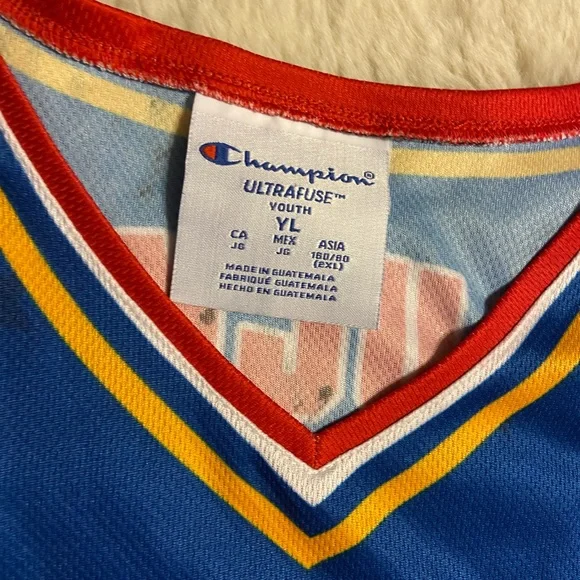 Champion®
ULTRAFUSE™
YOUTH
YL
CA MEX ASIA
JG JG 160/80
(2XL)
MADE IN GUATEMALA
FABRIQUÉ GUATEMALA
HECHO EN GUATEMALA